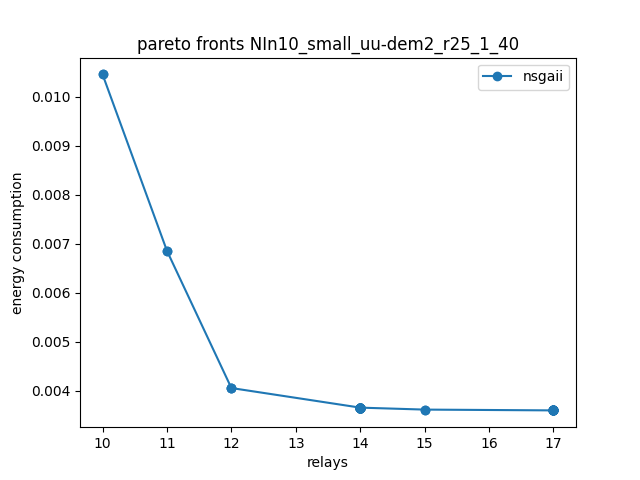 pareto fronts NIn10_small_uu-dem2_r25_1_40
nsgaii
0.010
0.009
0.008
0.007
0.006
0.005
0.004
energy consumption
10 11 12 13 14 15 16 17
relays